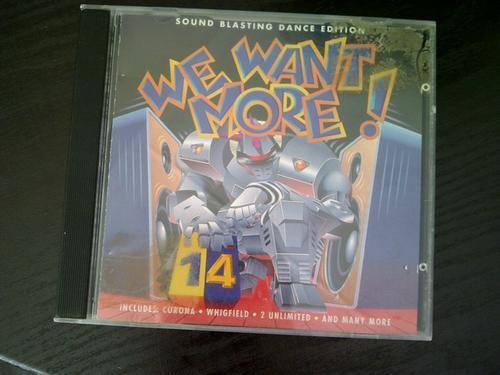 SOUND BLASTING DANCE EDITION
WE WANT
MORE!
14
INCLUDES: CORONA • WHIGFIELD • 2 UNLIMITED • AND MANY MORE